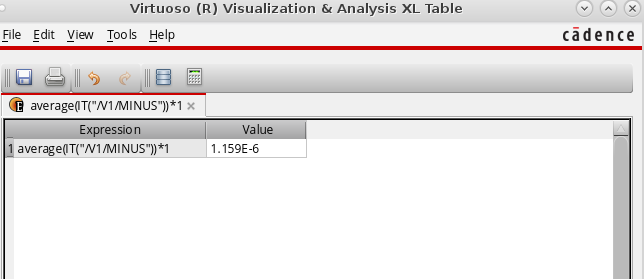 Virtuoso (R) Visualization & Analysis XL Table
File Edit View Tools Help
cādence
E average(IT("/V1/MINUS"))*1
Expression Value
1 average(IT("/V1/MINUS"))*1 1.159E-6